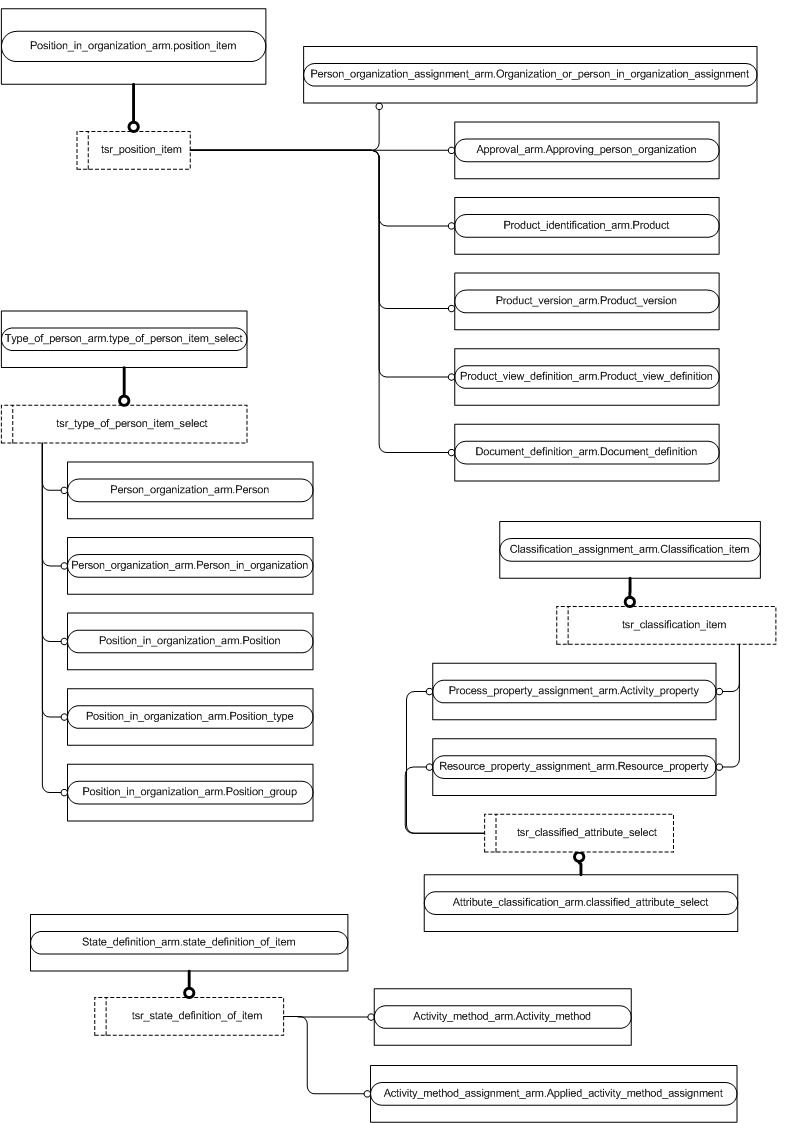 Position_in_organization_arm.position_item
Person_organization_assignment_arm.Organization_or_person_in_organization_assignment
tsr_position_item
Approval_arm.Approving_person_organization
Product_identification_arm.Product
Product_version_arm.Product_version
Type_of_person_arm.type_of_person_item_select
Product_view_definition_arm.Product_view_definition
tsr_type_of_person_item_select
Document_definition_arm.Document_definition
Person_organization_arm.Person
Classification_assignment_arm.Classification_item
Person_organization_arm.Person_in_organization
tsr_classification_item
Position_in_organization_arm.Position
Process_property_assignment_arm.Activity_property
Position_in_organization_arm.Position_type
Resource_property_assignment_arm.Resource_property
Position_in_organization_arm.Position_group
tsr_classified_attribute_select
Attribute_classification_arm.classified_attribute_select
State_definition_arm.state_definition_of_item
tsr_state_definition_of_item
Activity_method_arm.Activity_method
Activity_method_assignment_arm.Applied_activity_method_assignment